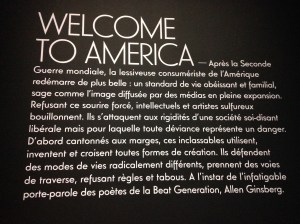 WELCOME
TO AMERICA — Après la Seconde
Guerre mondiale, la lessiveuse consumériste de l'Amérique
redémarre de plus belle : un standard de vie obéissant et familial,
sage comme l'image diffusée par des médias en pleine expansion.
Refusant ce sourire forcé, intellectuels et artistes sulfureux
bouillonnent. Ils s'attaquent aux rigidités d'une société soi-disant
libérale mais pour laquelle toute déviance représente un danger.
D'abord cantonnés aux marges, ces inclassables utilisent,
inventent et croisent toutes formes de création. Ils défendent
des modes de vies radicalement différents, prennent des voies
de traverse, refusant règles et tabous. A l'instar de l'infatigable
porte-parole des poètes de la Beat Generation, Allen Ginsberg.